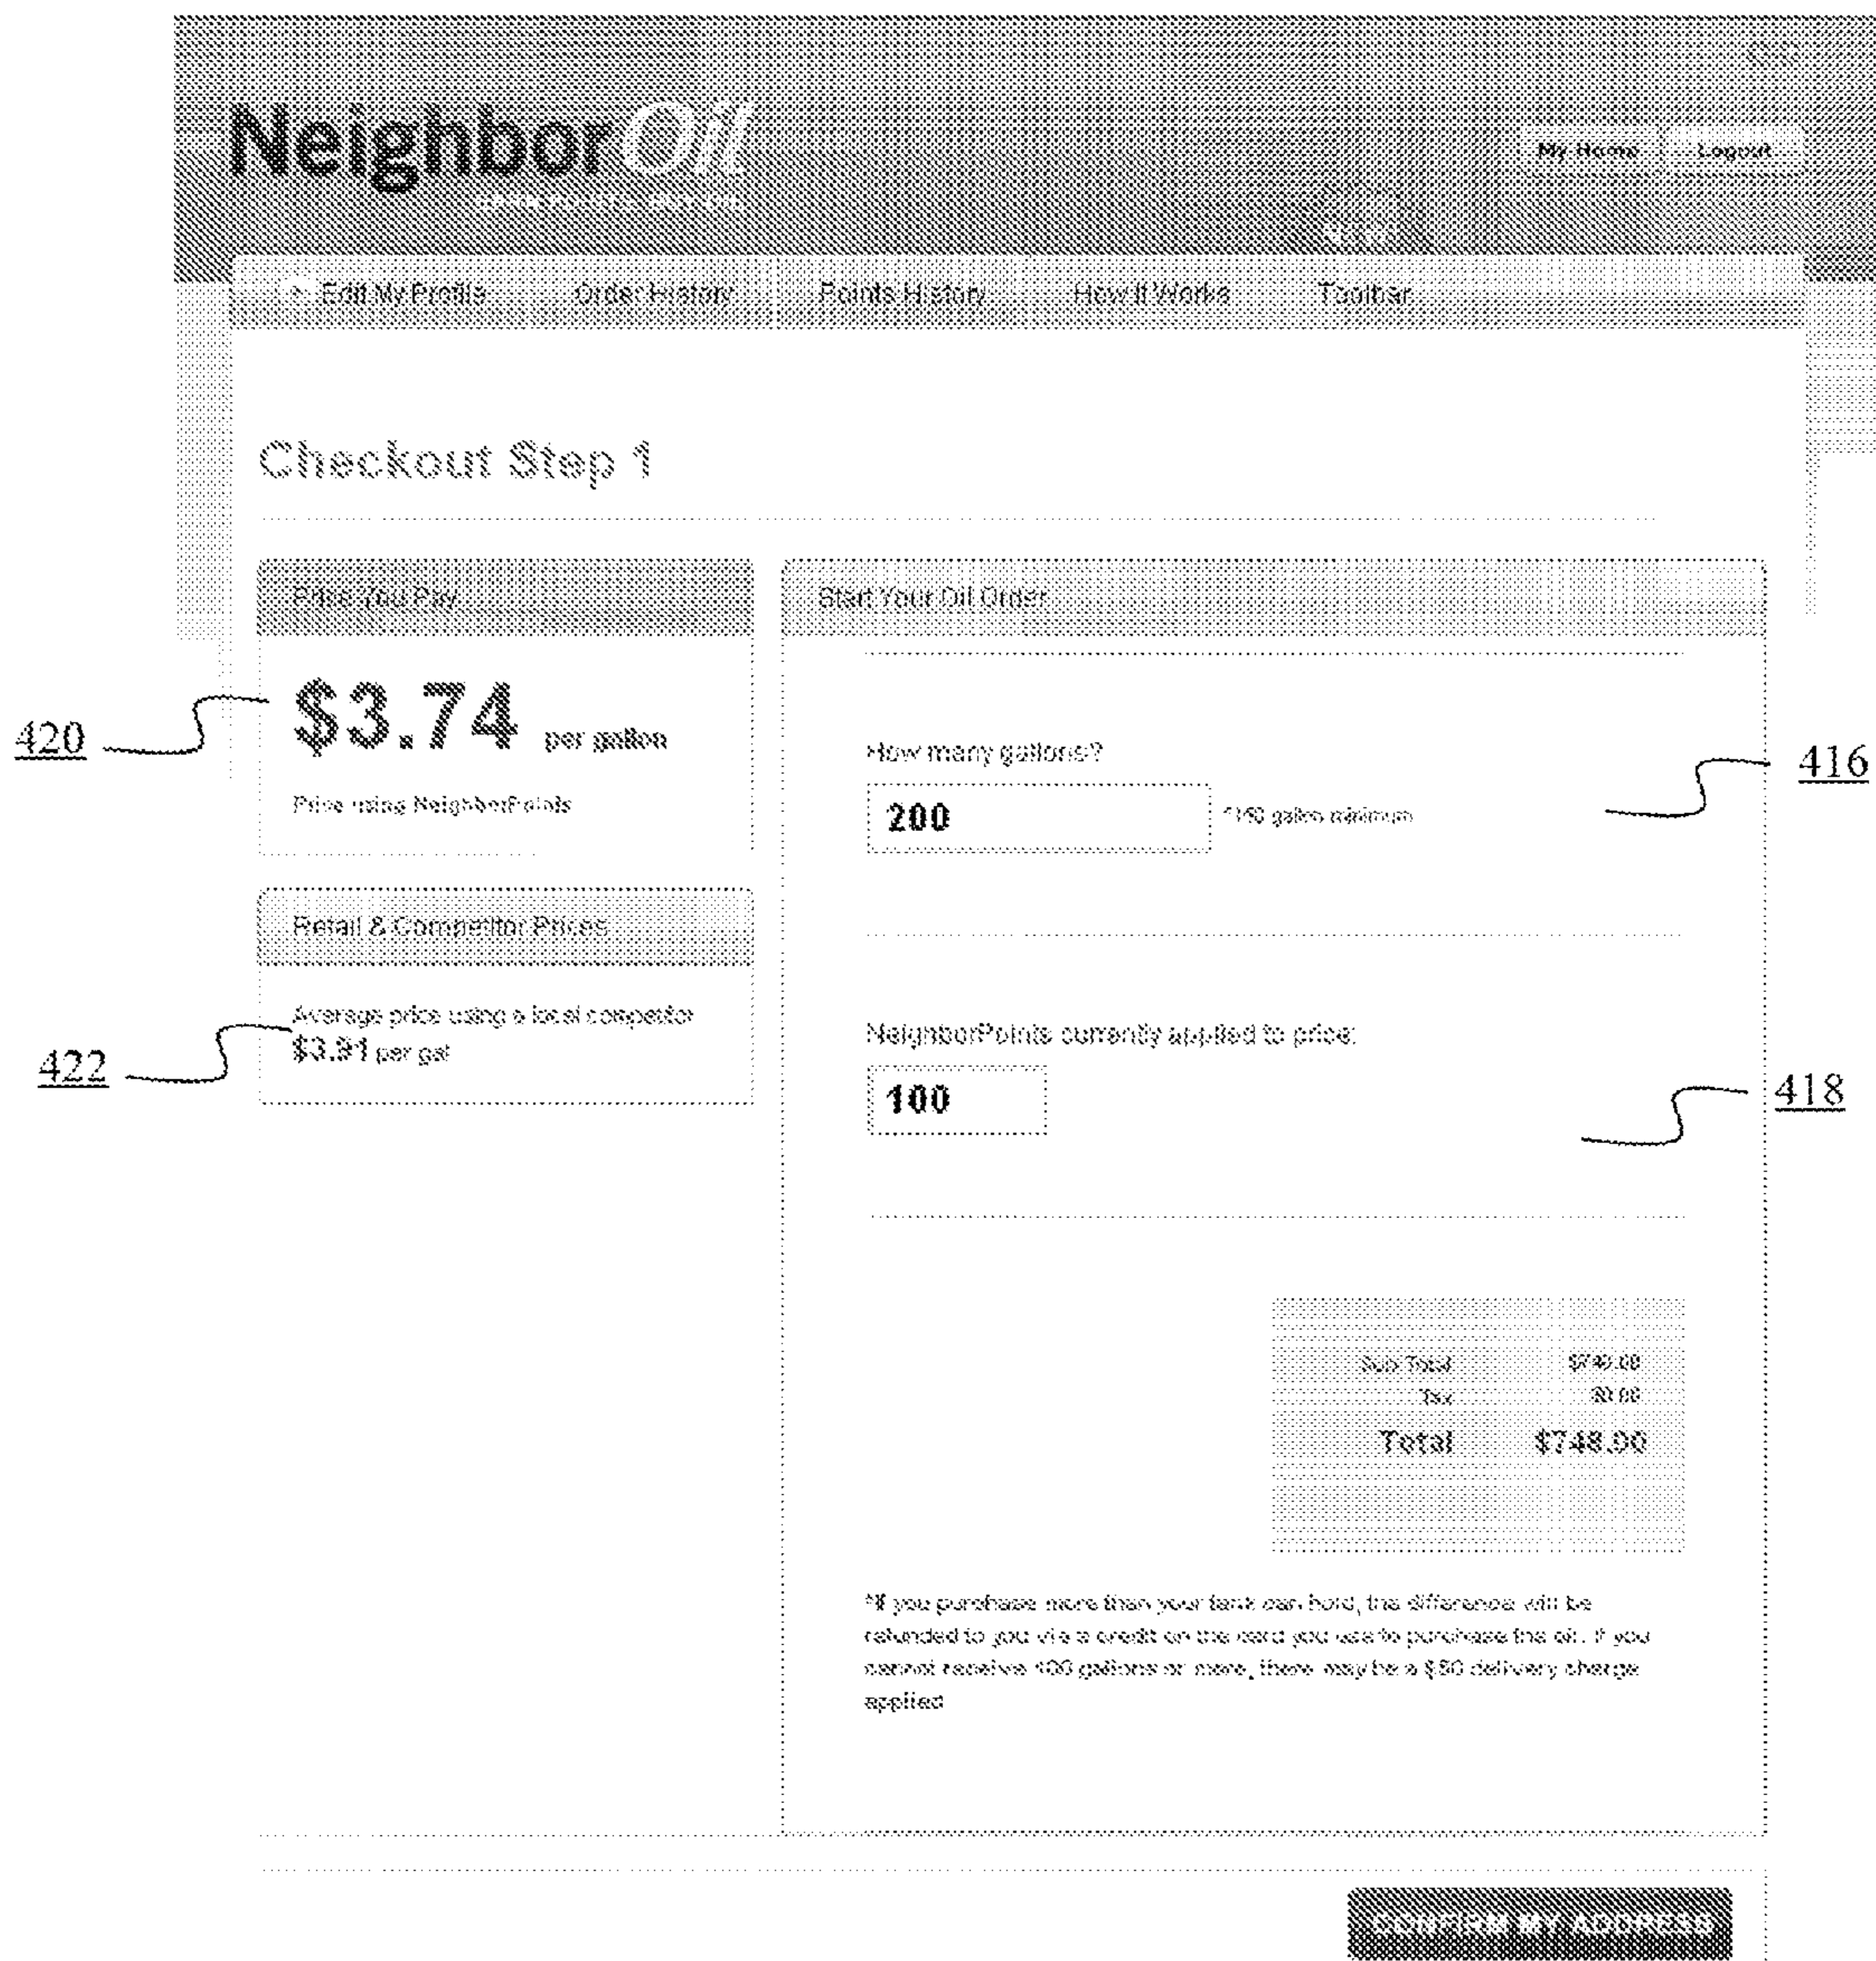 NeighborOil
My Home Logout
Edit My Profile Order History Points History How It Works Toolbar
Checkout Step 1
Price You Pay
$3.74 per gallon
Price using NeighborPoints
420
Retail & Competitor Prices
Average price using a local competitor
$3.91 per gal
422
Start Your Oil Order
How many gallons?
200 gallon minimum
416
NeighborPoints currently applied to price:
100
418
Sub Total
Tax $0.00
Total $748.00
*If you purchase more than your tank can hold, the difference will be
refunded to you via a credit on the card you use to purchase the oil. If you
cannot receive 100 gallons or more, there may be a $50 delivery charge
applied
CONFIRM MY ADDRESS